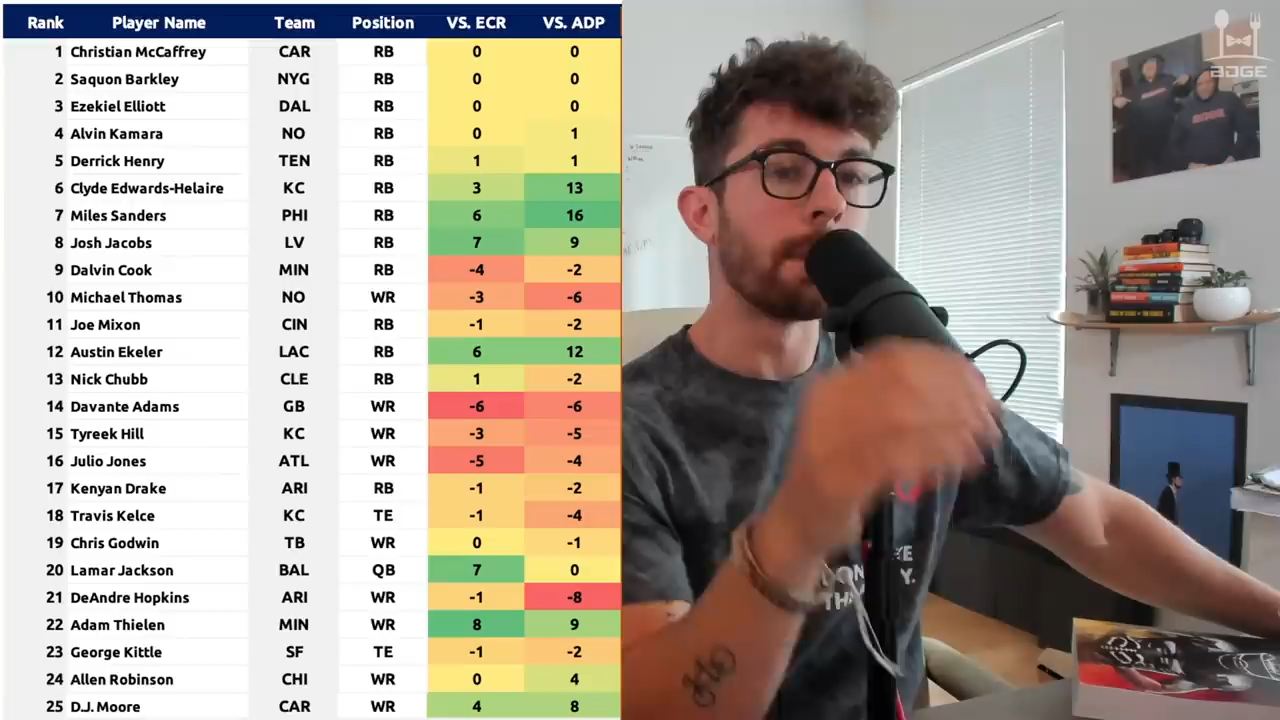 Rank Player Name Team Position VS. ECR VS. ADP
1 Christian McCaffrey CAR RB 0 0
2 Saquon Barkley NYG RB 0 0
3 Ezekiel Elliott DAL RB 0 0
4 Alvin Kamara NO RB 0 1
5 Derrick Henry TEN RB 1 1
6 Clyde Edwards-Helaire KC RB 3 13
7 Miles Sanders PHI RB 6 16
8 Josh Jacobs LV RB 7 9
9 Dalvin Cook MIN RB -4 -2
10 Michael Thomas NO WR -3 -6
11 Joe Mixon CIN RB -1 -2
12 Austin Ekeler LAC RB 6 12
13 Nick Chubb CLE RB 1 -2
14 Davante Adams GB WR -6 -6
15 Tyreek Hill KC WR -3 -5
16 Julio Jones ATL WR -5 -4
17 Kenyan Drake ARI RB -1 -2
18 Travis Kelce KC TE -1 -4
19 Chris Godwin TB WR 0 -1
20 Lamar Jackson BAL QB 7 0
21 DeAndre Hopkins ARI WR -1 -8
22 Adam Thielen MIN WR 8 9
23 George Kittle SF TE -1 -2
24 Allen Robinson CHI WR 0 4
25 D.J. Moore CAR WR 4 8
BDGE